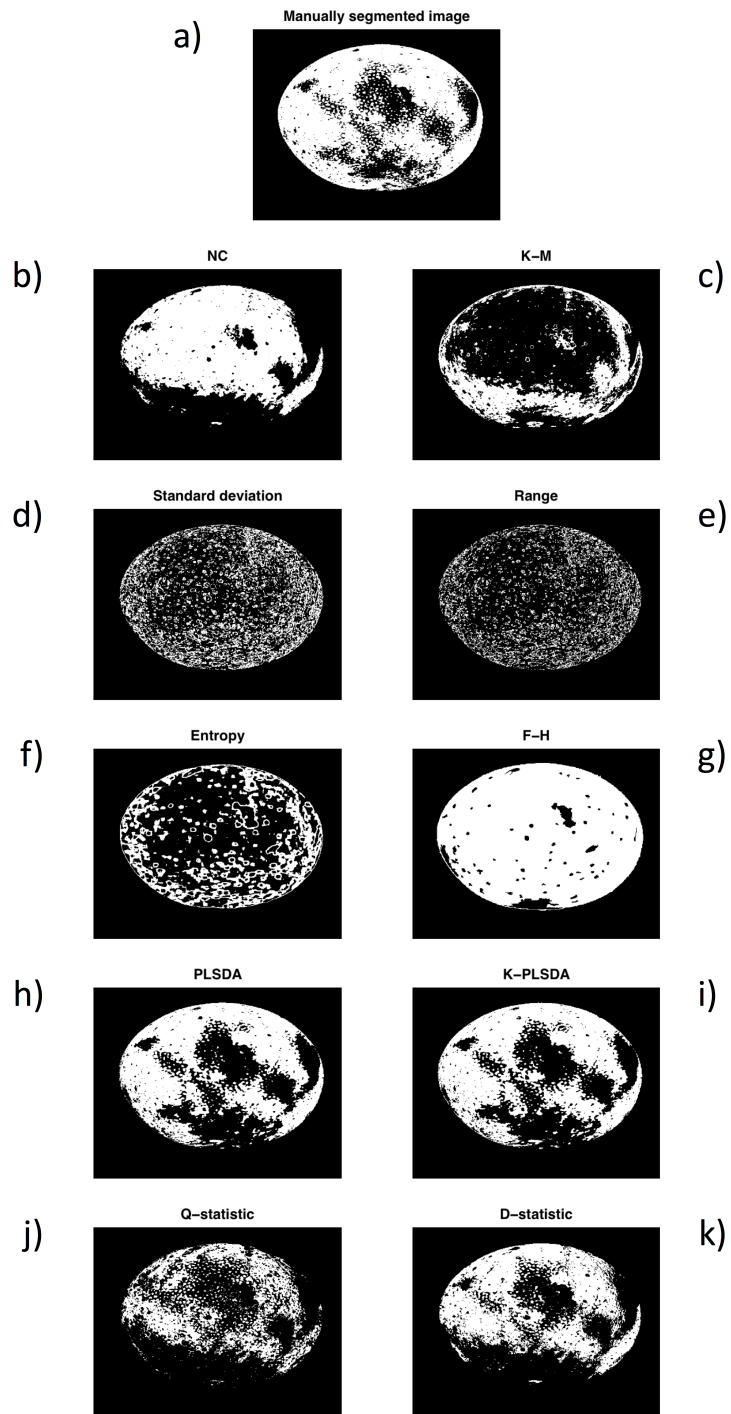 Manually segmented image
a)
NC
b)
K–M
c)
Standard deviation
d)
Range
e)
Entropy
f)
F–H
g)
PLSDA
h)
K–PLSDA
i)
Q–statistic
j)
D–statistic
k)